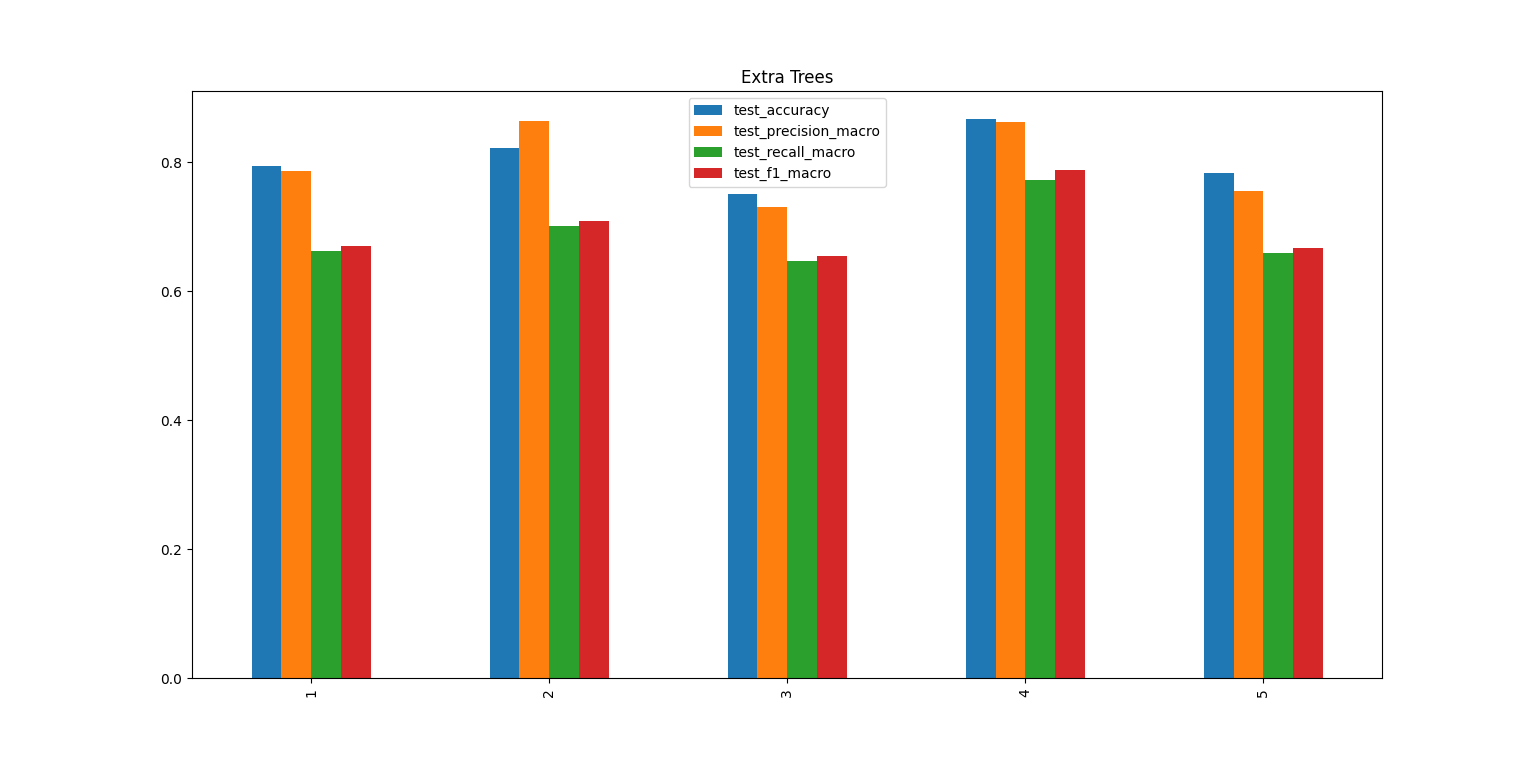 Extra Trees
test_accuracy
test_precision_macro
test_recall_macro
test_f1_macro
0.8
0.6
0.4
0.2
0.0
1
2
3
4
5